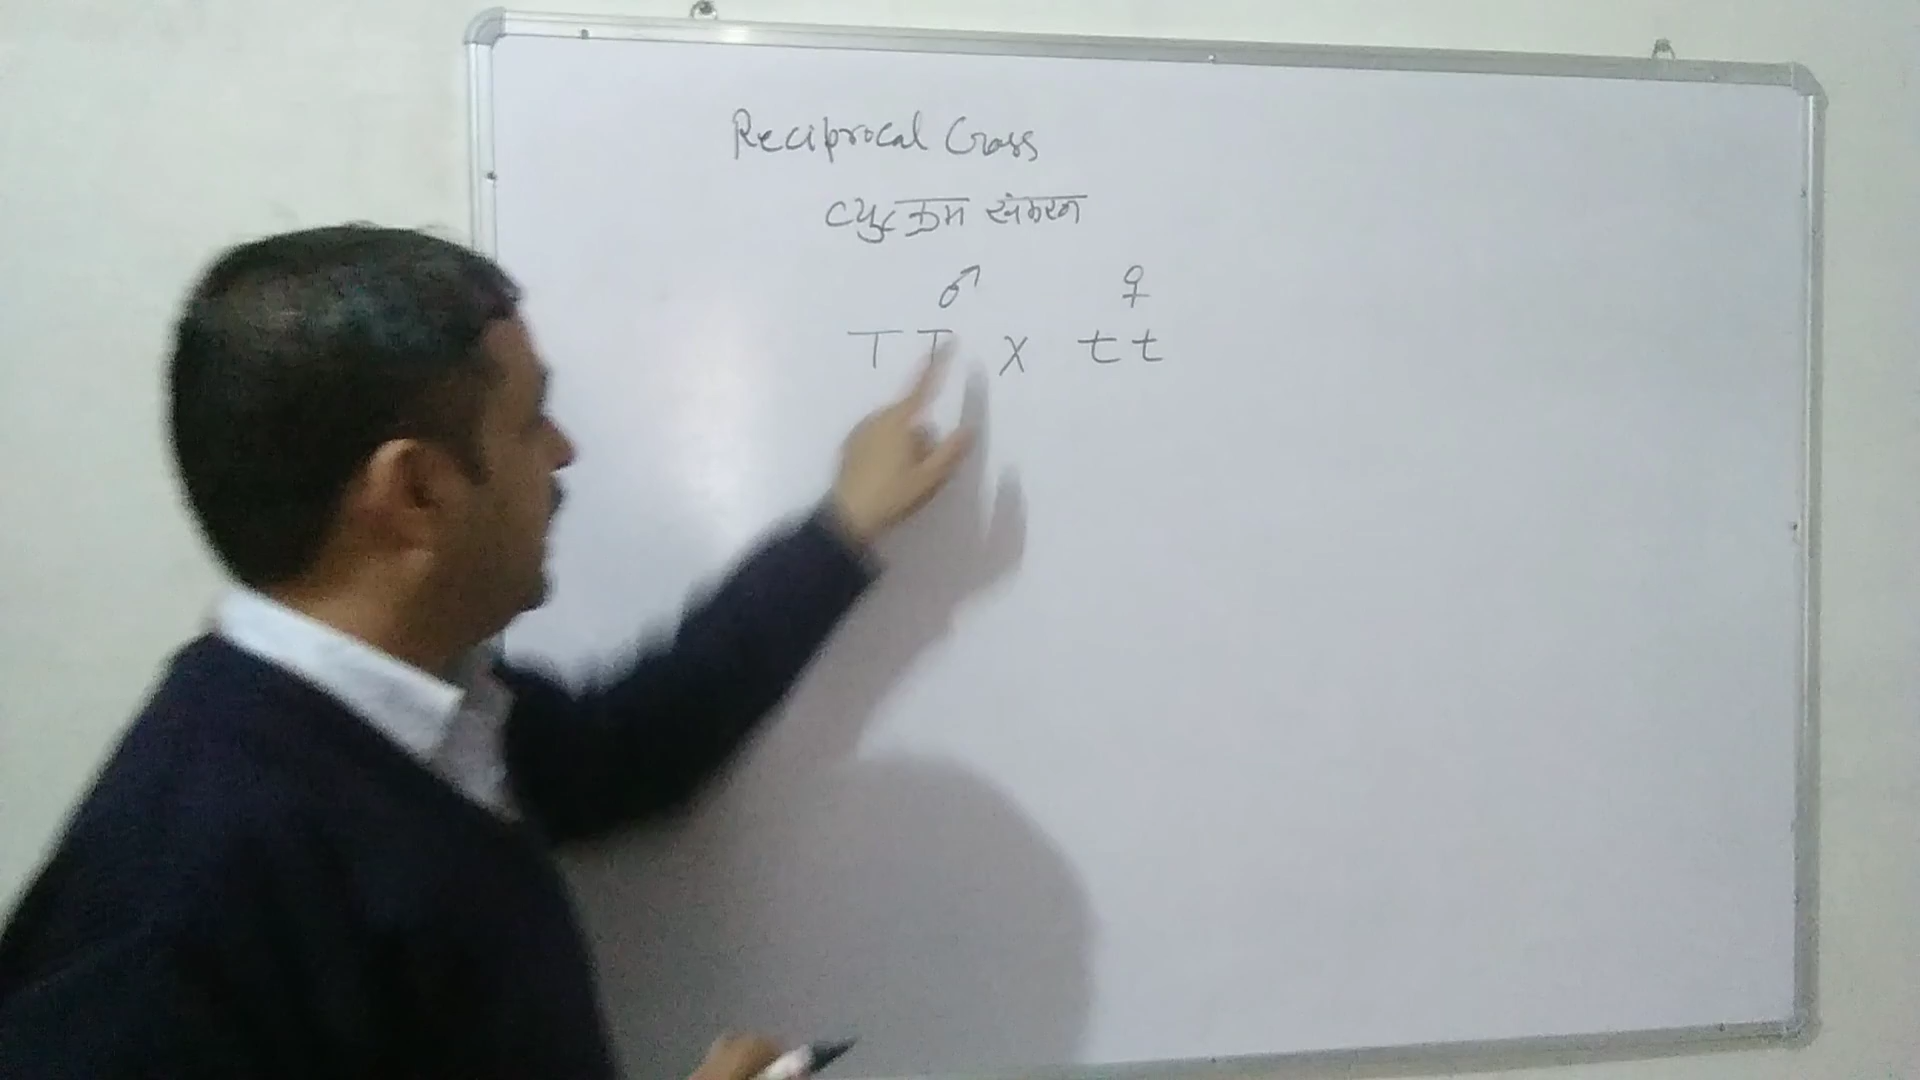 Reciprocal Cross
व्युत्क्रम संकरण
♂ ♀
TT x tt